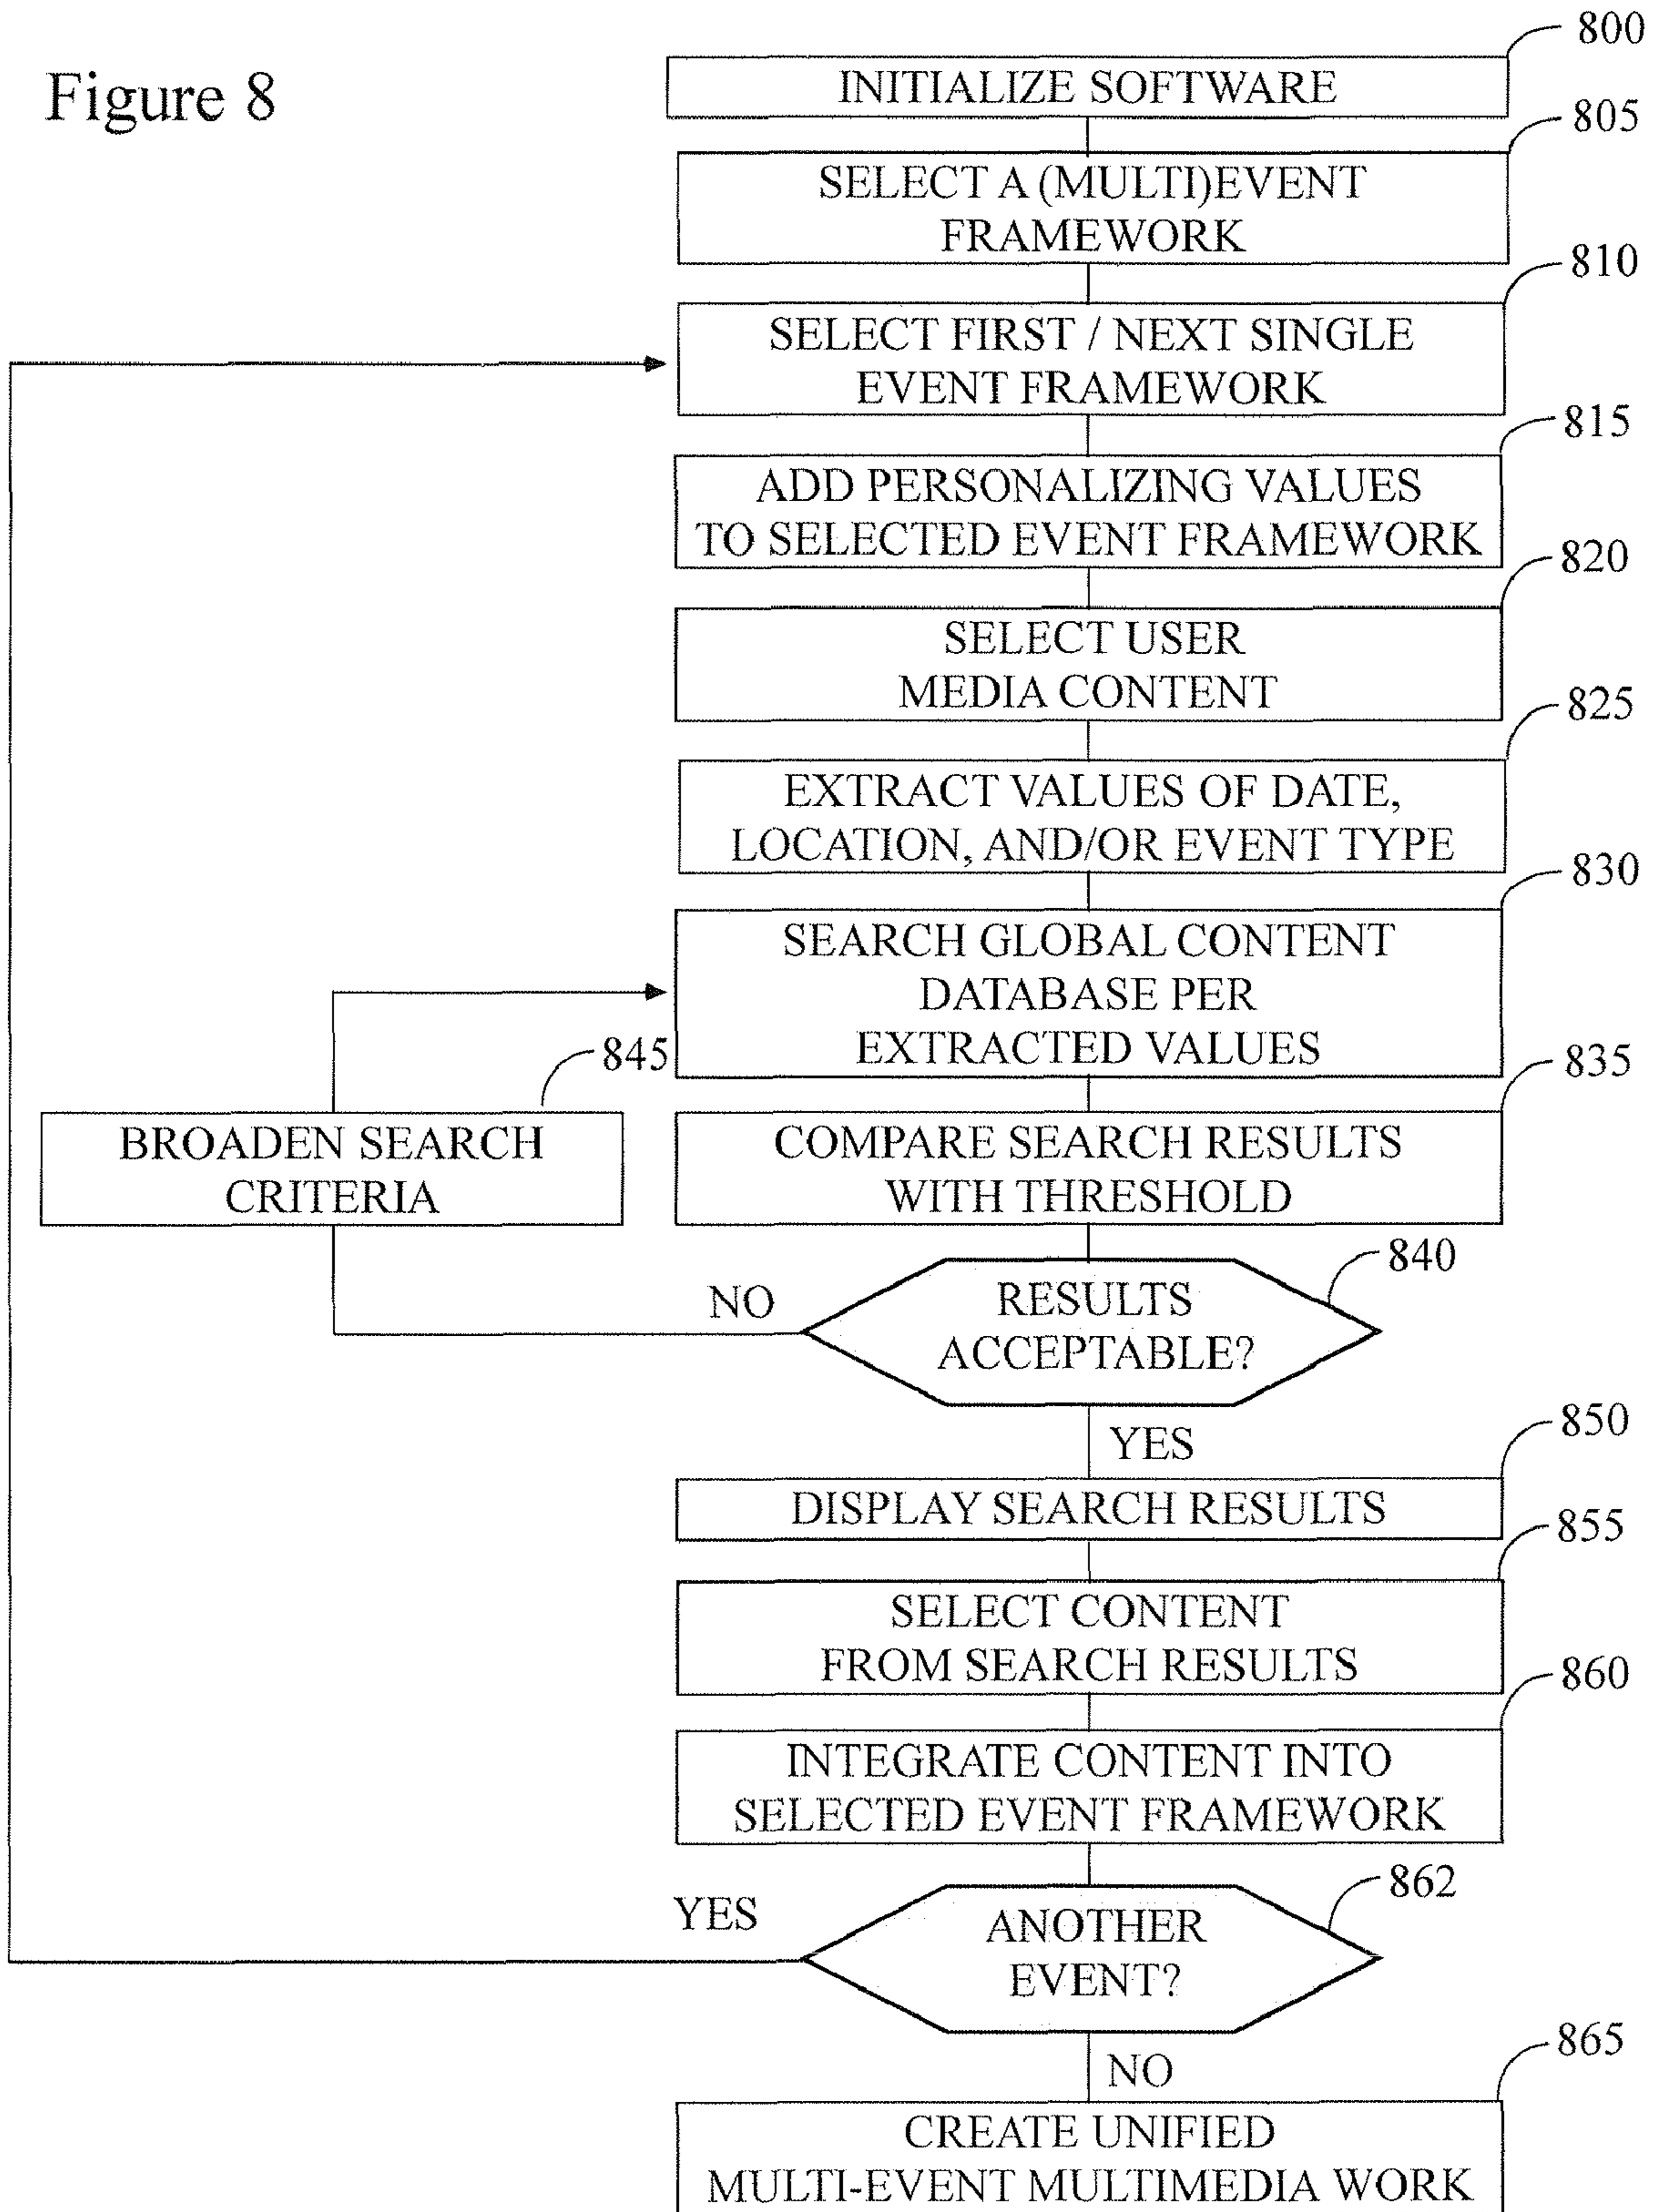 Figure 8
800
INITIALIZE SOFTWARE
805
SELECT A (MULTI)EVENT
FRAMEWORK
810
SELECT FIRST / NEXT SINGLE
EVENT FRAMEWORK
815
ADD PERSONALIZING VALUES
TO SELECTED EVENT FRAMEWORK
820
SELECT USER
MEDIA CONTENT
825
EXTRACT VALUES OF DATE,
LOCATION, AND/OR EVENT TYPE
830
SEARCH GLOBAL CONTENT
DATABASE PER
EXTRACTED VALUES
845
BROADEN SEARCH
CRITERIA
835
COMPARE SEARCH RESULTS
WITH THRESHOLD
840
NO
RESULTS
ACCEPTABLE?
YES
850
DISPLAY SEARCH RESULTS
855
SELECT CONTENT
FROM SEARCH RESULTS
860
INTEGRATE CONTENT INTO
SELECTED EVENT FRAMEWORK
862
YES
ANOTHER
EVENT?
NO
865
CREATE UNIFIED
MULTI-EVENT MULTIMEDIA WORK